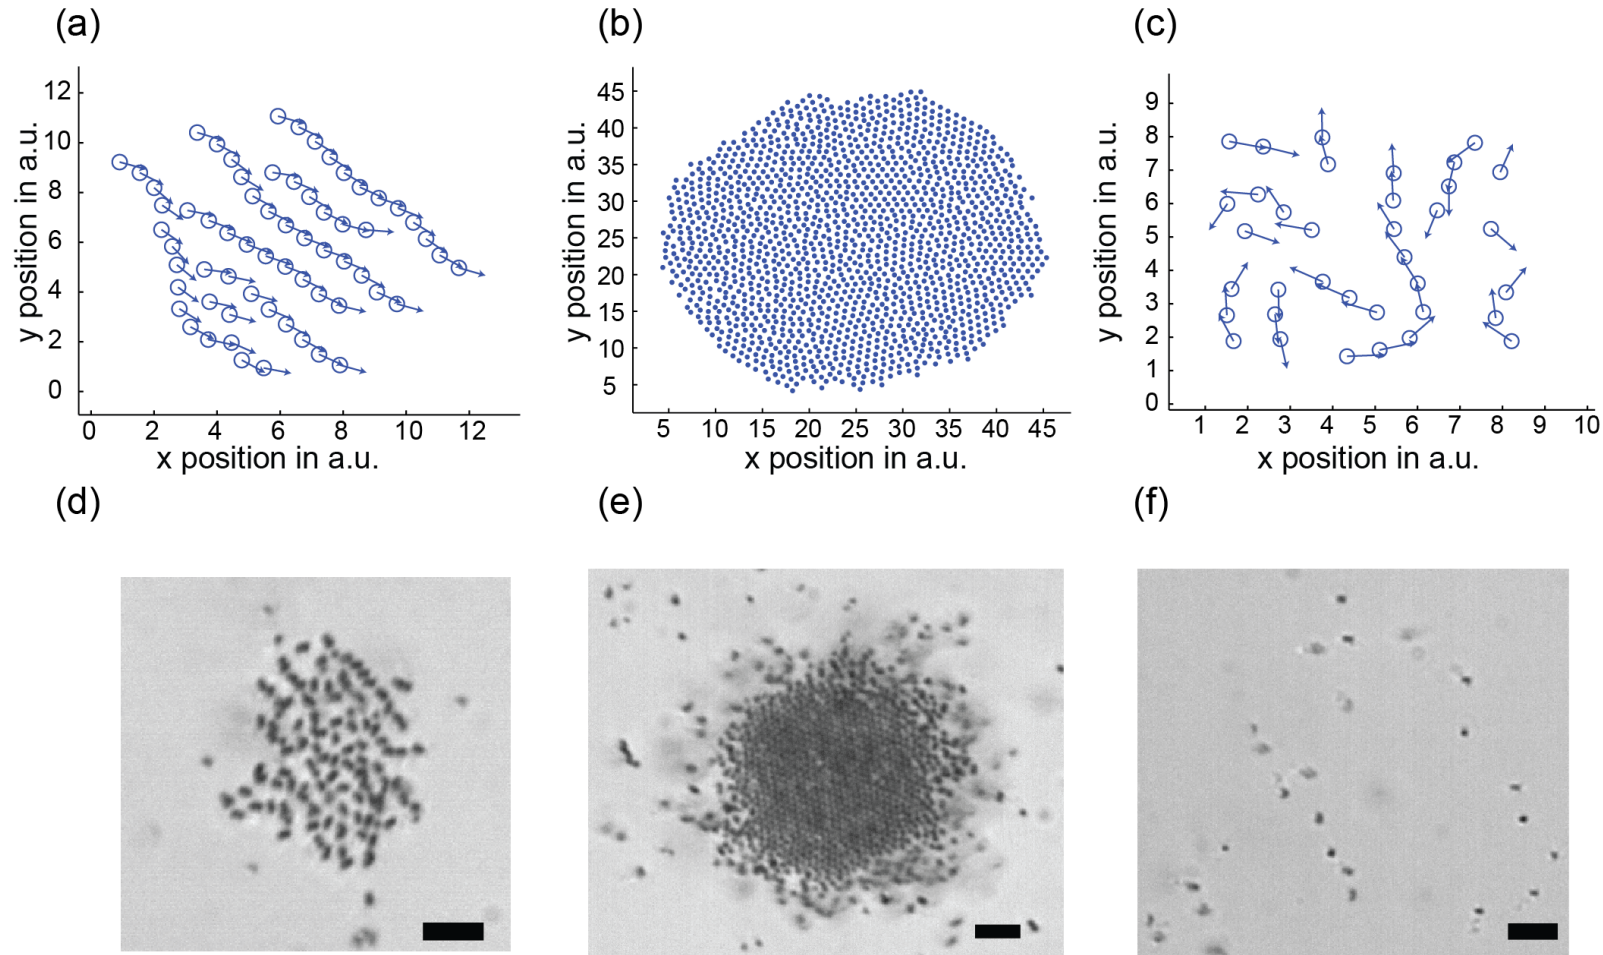 (a)
12
10
8
6
4
2
0
y position in a.u.
0 2 4 6 8 10 12
x position in a.u.
(b)
45
40
35
30
25
20
15
10
5
y position in a.u.
5 10 15 20 25 30 35 40 45
x position in a.u.
(c)
9
8
7
6
5
4
3
2
1
0
y position in a.u.
1 2 3 4 5 6 7 8 9 10
x position in a.u.
(d)
(e)
(f)